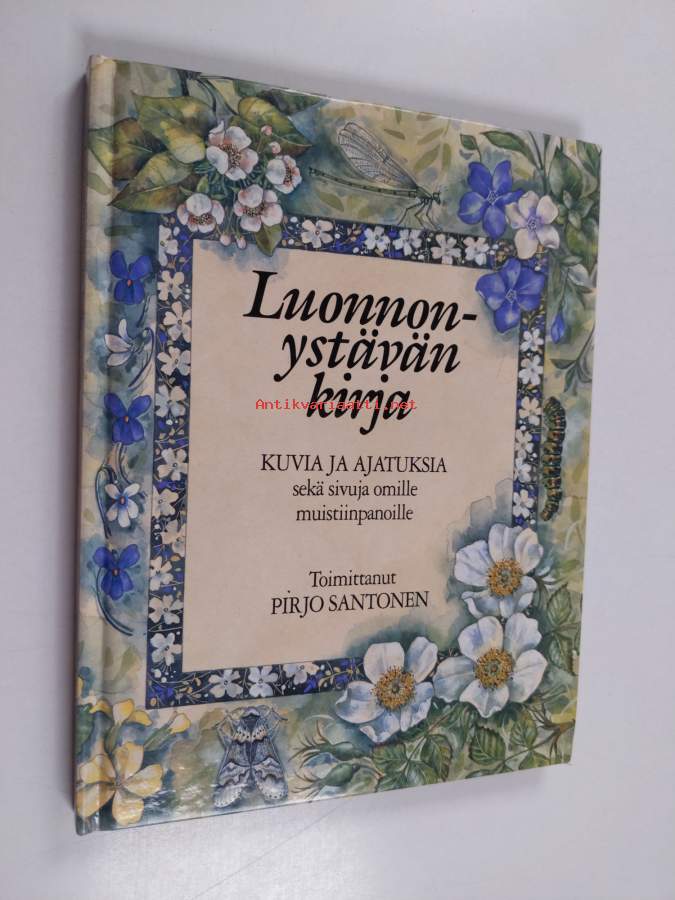 Luonnon-
ystävän
kirja
Antikvariaatti.net
KUVIA JA AJATUKSIA
sekä sivuja omille
muistiinpanoille
Toimittanut
PIRJO SANTONEN